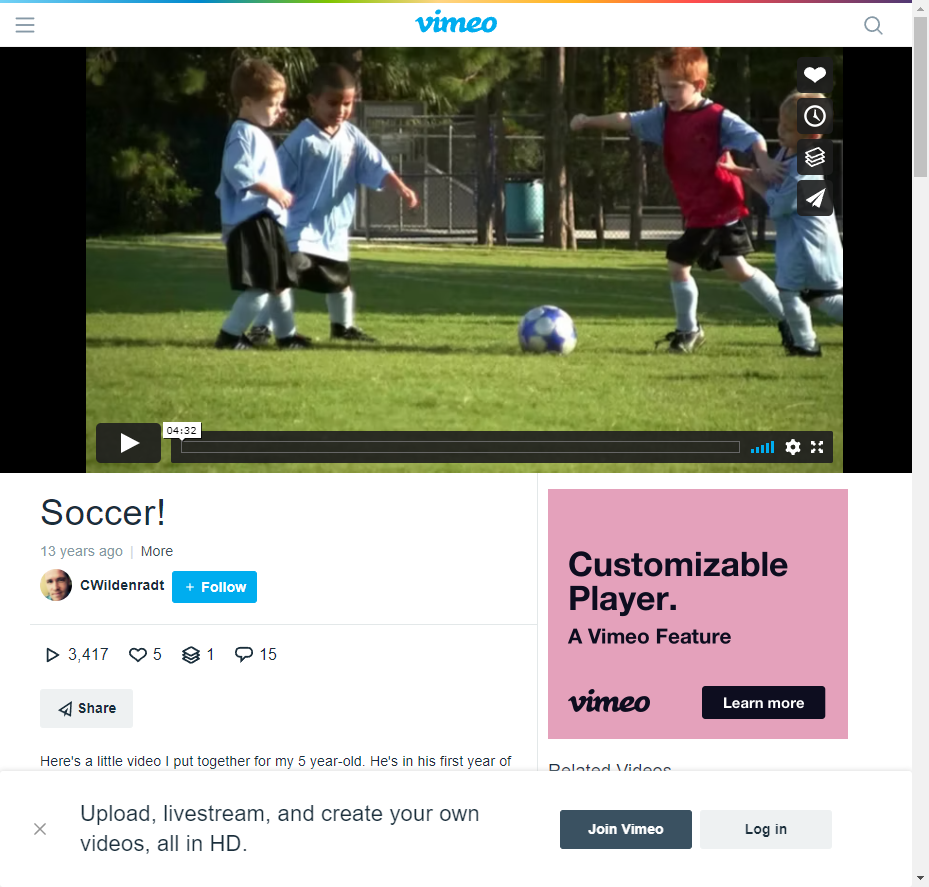 vimeo
04:32
Soccer!
13 years ago | More
CWildenradt
+ Follow
3,417
5
1
15
Share
Here's a little video I put together for my 5 year-old. He's in his first year of
Customizable
Player.
A Vimeo Feature
vimeo
Learn more
Related Videos
Upload, livestream, and create your own
videos, all in HD.
Join Vimeo
Log in